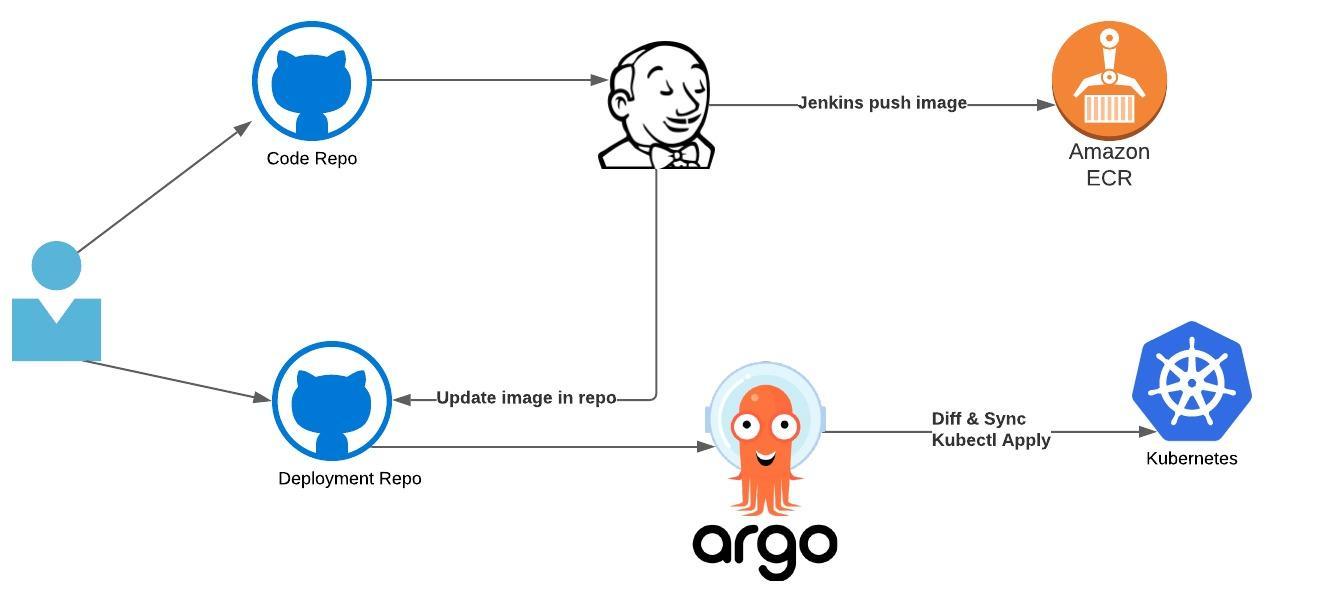 Jenkins push image
Code Repo
Amazon
ECR
Update image in repo
Diff & Sync
Kubectl Apply
Kubernetes
Deployment Repo
argo